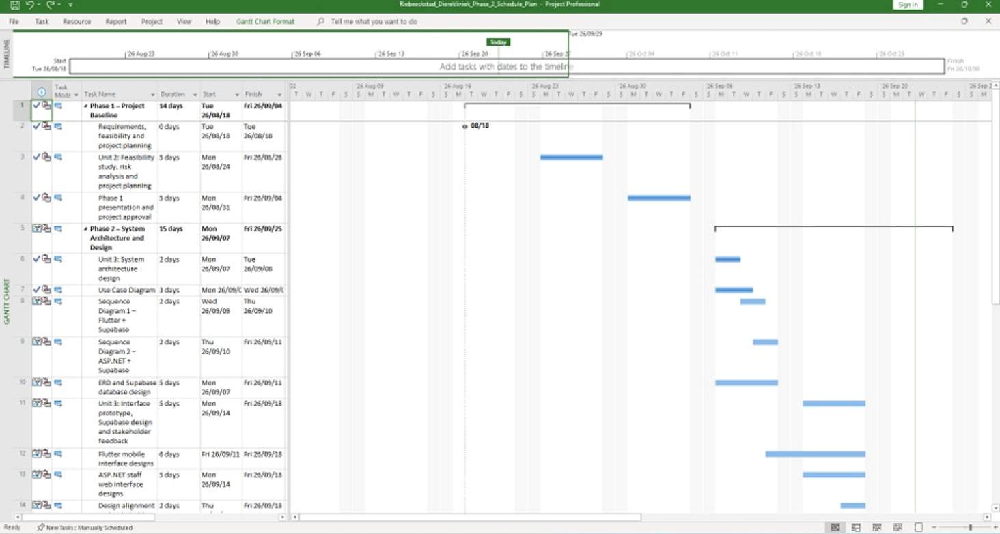 Riebeeckstad_Dierekliniek_Phase_2_Schedule_Plan - Project Professional
Sign in
File Task Resource Report Project View Help Gantt Chart Format Tell me what you want to do
TIMELINE
Tue 26/09/29
Today
'26 Aug 23 '26 Aug 30 '26 Sep 06 '26 Sep 13 '26 Sep 20 '26 Sep 27 '26 Oct 04 '26 Oct 11 '26 Oct 18 '26 Oct 25
Start
Tue 26/08/18
Add tasks with dates to the timeline
Finish
Fri 26/10/30
GANTT CHART
Task Mode Task Name Duration Start Finish
02 '26 Aug 09 '26 Aug 16 '26 Aug 23 '26 Aug 30 '26 Sep 06 '26 Sep 13 '26 Sep 20 '26 Sep 2
T W T F S S M T W T F S S M T W T F S S M T W T F S S M T W T F S S M T W T F S S M T W T F S S M T W T F S S M
1 Phase 1 – Project Baseline 14 days Tue 26/08/18 Fri 26/09/04
2 Requirements, feasibility and project planning 0 days Tue 26/08/18 Tue 26/08/18
08/18
3 Unit 2: Feasibility study, risk analysis and project planning 5 days Mon 26/08/24 Fri 26/08/28
4 Phase 1 presentation and project approval 5 days Mon 26/08/31 Fri 26/09/04
5 Phase 2 – System Architecture and Design 15 days Mon 26/09/07 Fri 26/09/25
6 Unit 3: System architecture design 2 days Mon 26/09/07 Tue 26/09/08
7 Use Case Diagram 3 days Mon 26/09/0 Wed 26/09/0
8 Sequence Diagram 1 – Flutter + Supabase 2 days Wed 26/09/09 Thu 26/09/10
9 Sequence Diagram 2 – ASP.NET + Supabase 2 days Thu 26/09/10 Fri 26/09/11
10 ERD and Supabase database design 5 days Mon 26/09/07 Fri 26/09/11
11 Unit 3: Interface prototype, Supabase design and stakeholder feedback 5 days Mon 26/09/14 Fri 26/09/18
12 Flutter mobile interface designs 6 days Fri 26/09/11 Fri 26/09/18
13 ASP.NET staff web interface designs 5 days Mon 26/09/14 Fri 26/09/18
14 Design alignment 2 days Thu Fri 26/09/18
Ready New Tasks : Manually Scheduled